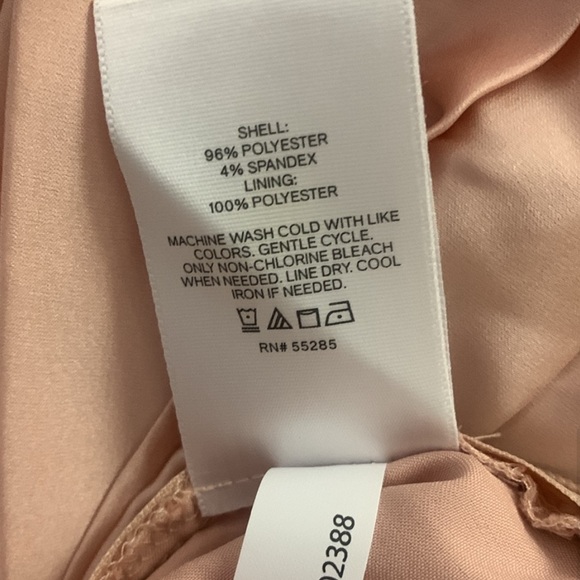 SHELL:
96% POLYESTER
4% SPANDEX
LINING:
100% POLYESTER
MACHINE WASH COLD WITH LIKE
COLORS. GENTLE CYCLE.
ONLY NON-CHLORINE BLEACH
WHEN NEEDED. LINE DRY. COOL
IRON IF NEEDED.
RN# 55285